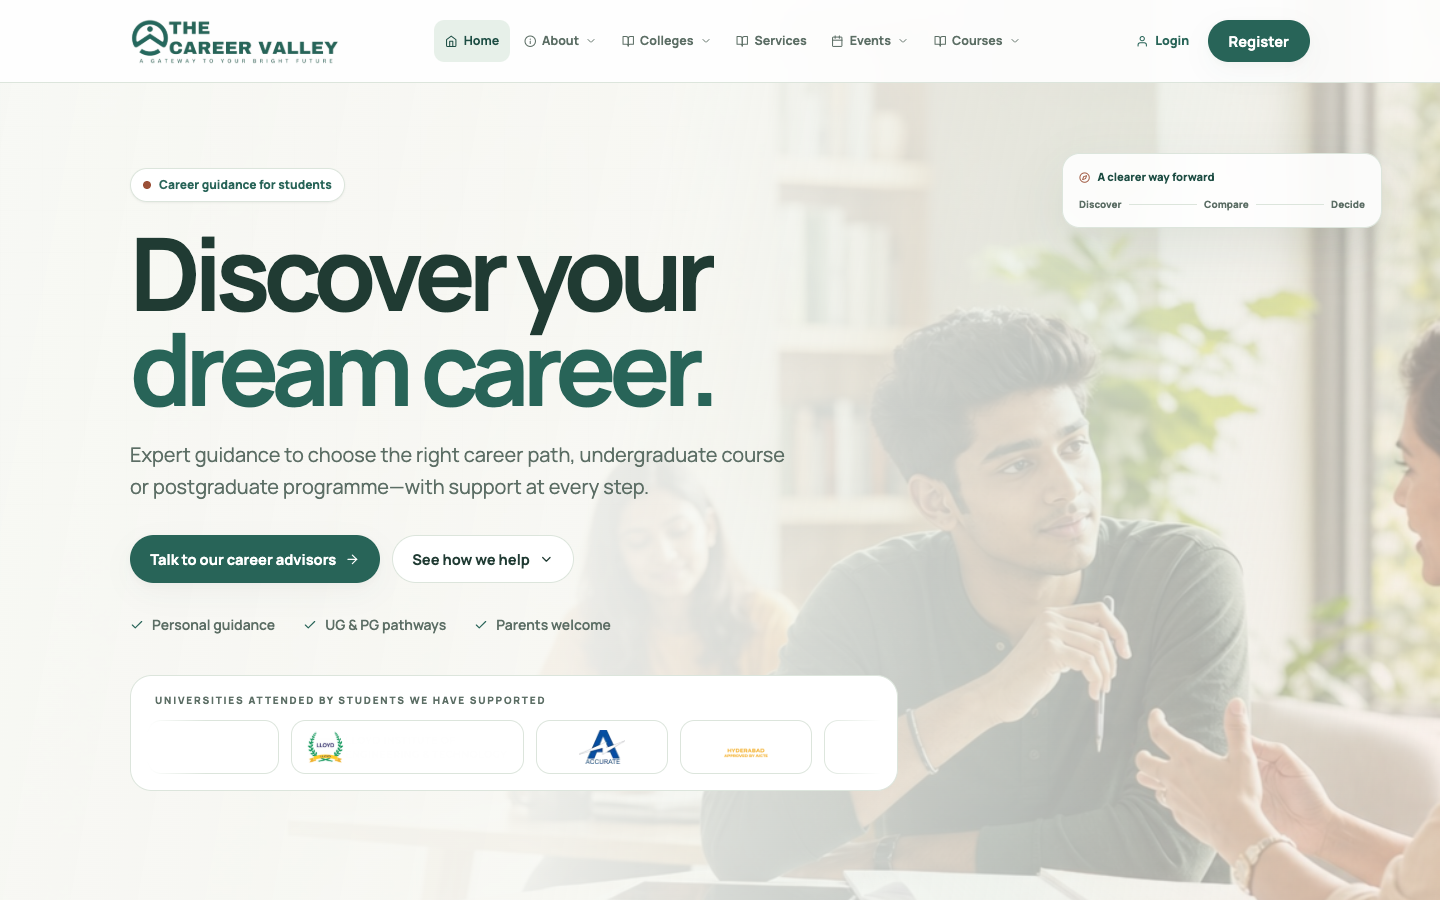 THE
CAREER VALLEY
A GATEWAY TO YOUR BRIGHT FUTURE
Home
About
Colleges
Services
Events
Courses
Login
Register
Career guidance for students
A clearer way forward
Discover
Compare
Decide
Discover your
dream career.
Expert guidance to choose the right career path, undergraduate course
or postgraduate programme—with support at every step.
Talk to our career advisors
See how we help
Personal guidance
UG & PG pathways
Parents welcome
UNIVERSITIES ATTENDED BY STUDENTS WE HAVE SUPPORTED
LLOYD
ACCURATE
HYDERABAD
APPROVED BY AICTE